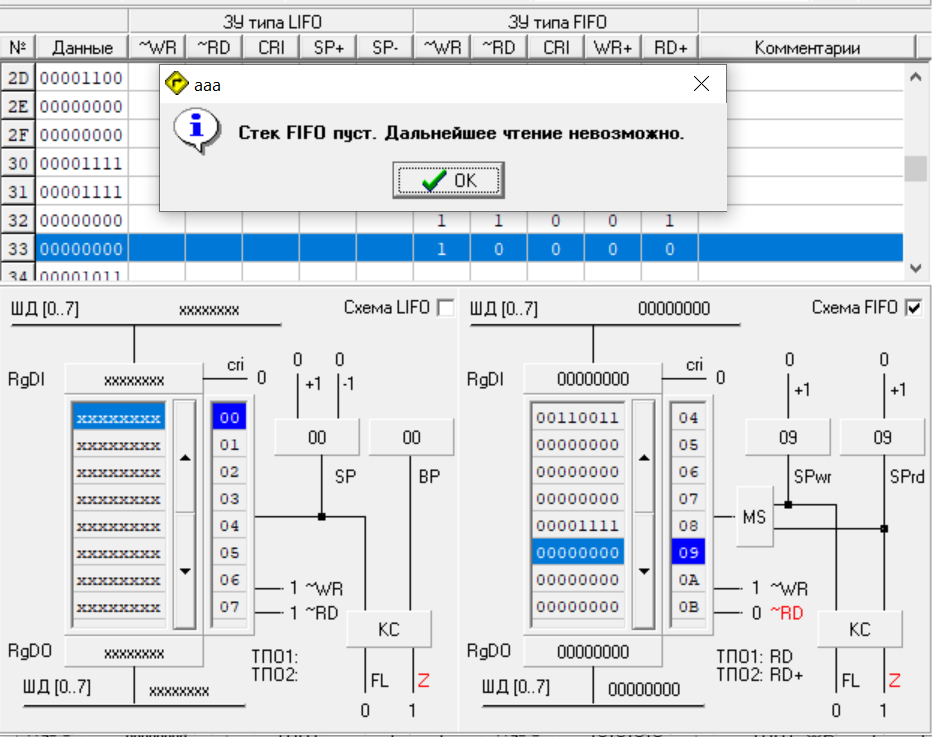 ЗУ типа LIFO ЗУ типа FIFO
№ Данные ~WR ~RD CRI SP+ SP- ~WR ~RD CRI WR+ RD+ Комментарии
2D 00001100
2E 00000000
2F 00000000
30 00001111
31 00001111
32 00000000 1 1 0 0 1
33 00000000 1 0 0 0 0
34 00001011
aaa
Стек FIFO пуст. Дальнейшее чтение невозможно.
OK
ШД [0..7] xxxxxxxx Схема LIFO
RgDI xxxxxxxx cri 0
0 0
+1 -1
xxxxxxxx 00
xxxxxxxx 01
xxxxxxxx 02
xxxxxxxx 03
xxxxxxxx 04
xxxxxxxx 05
xxxxxxxx 06
xxxxxxxx 07
00 00
SP BP
1 ~WR
1 ~RD
КС
RgDO xxxxxxxx
ТПО1:
ТПО2:
FL Z
0 1
ШД [0..7] xxxxxxxx
ШД [0..7] 00000000 Схема FIFO
RgDI 00000000 cri 0
0 0
+1 +1
00110011 04
00000000 05
00000000 06
00000000 07
00001111 08
00000000 09
00000000 0A
00000000 0B
09 09
SPwr SPrd
MS
1 ~WR
0 ~RD
КС
RgDO 00000000
ТПО1: RD
ТПО2: RD+
FL Z
0 1
ШД [0..7] 00000000